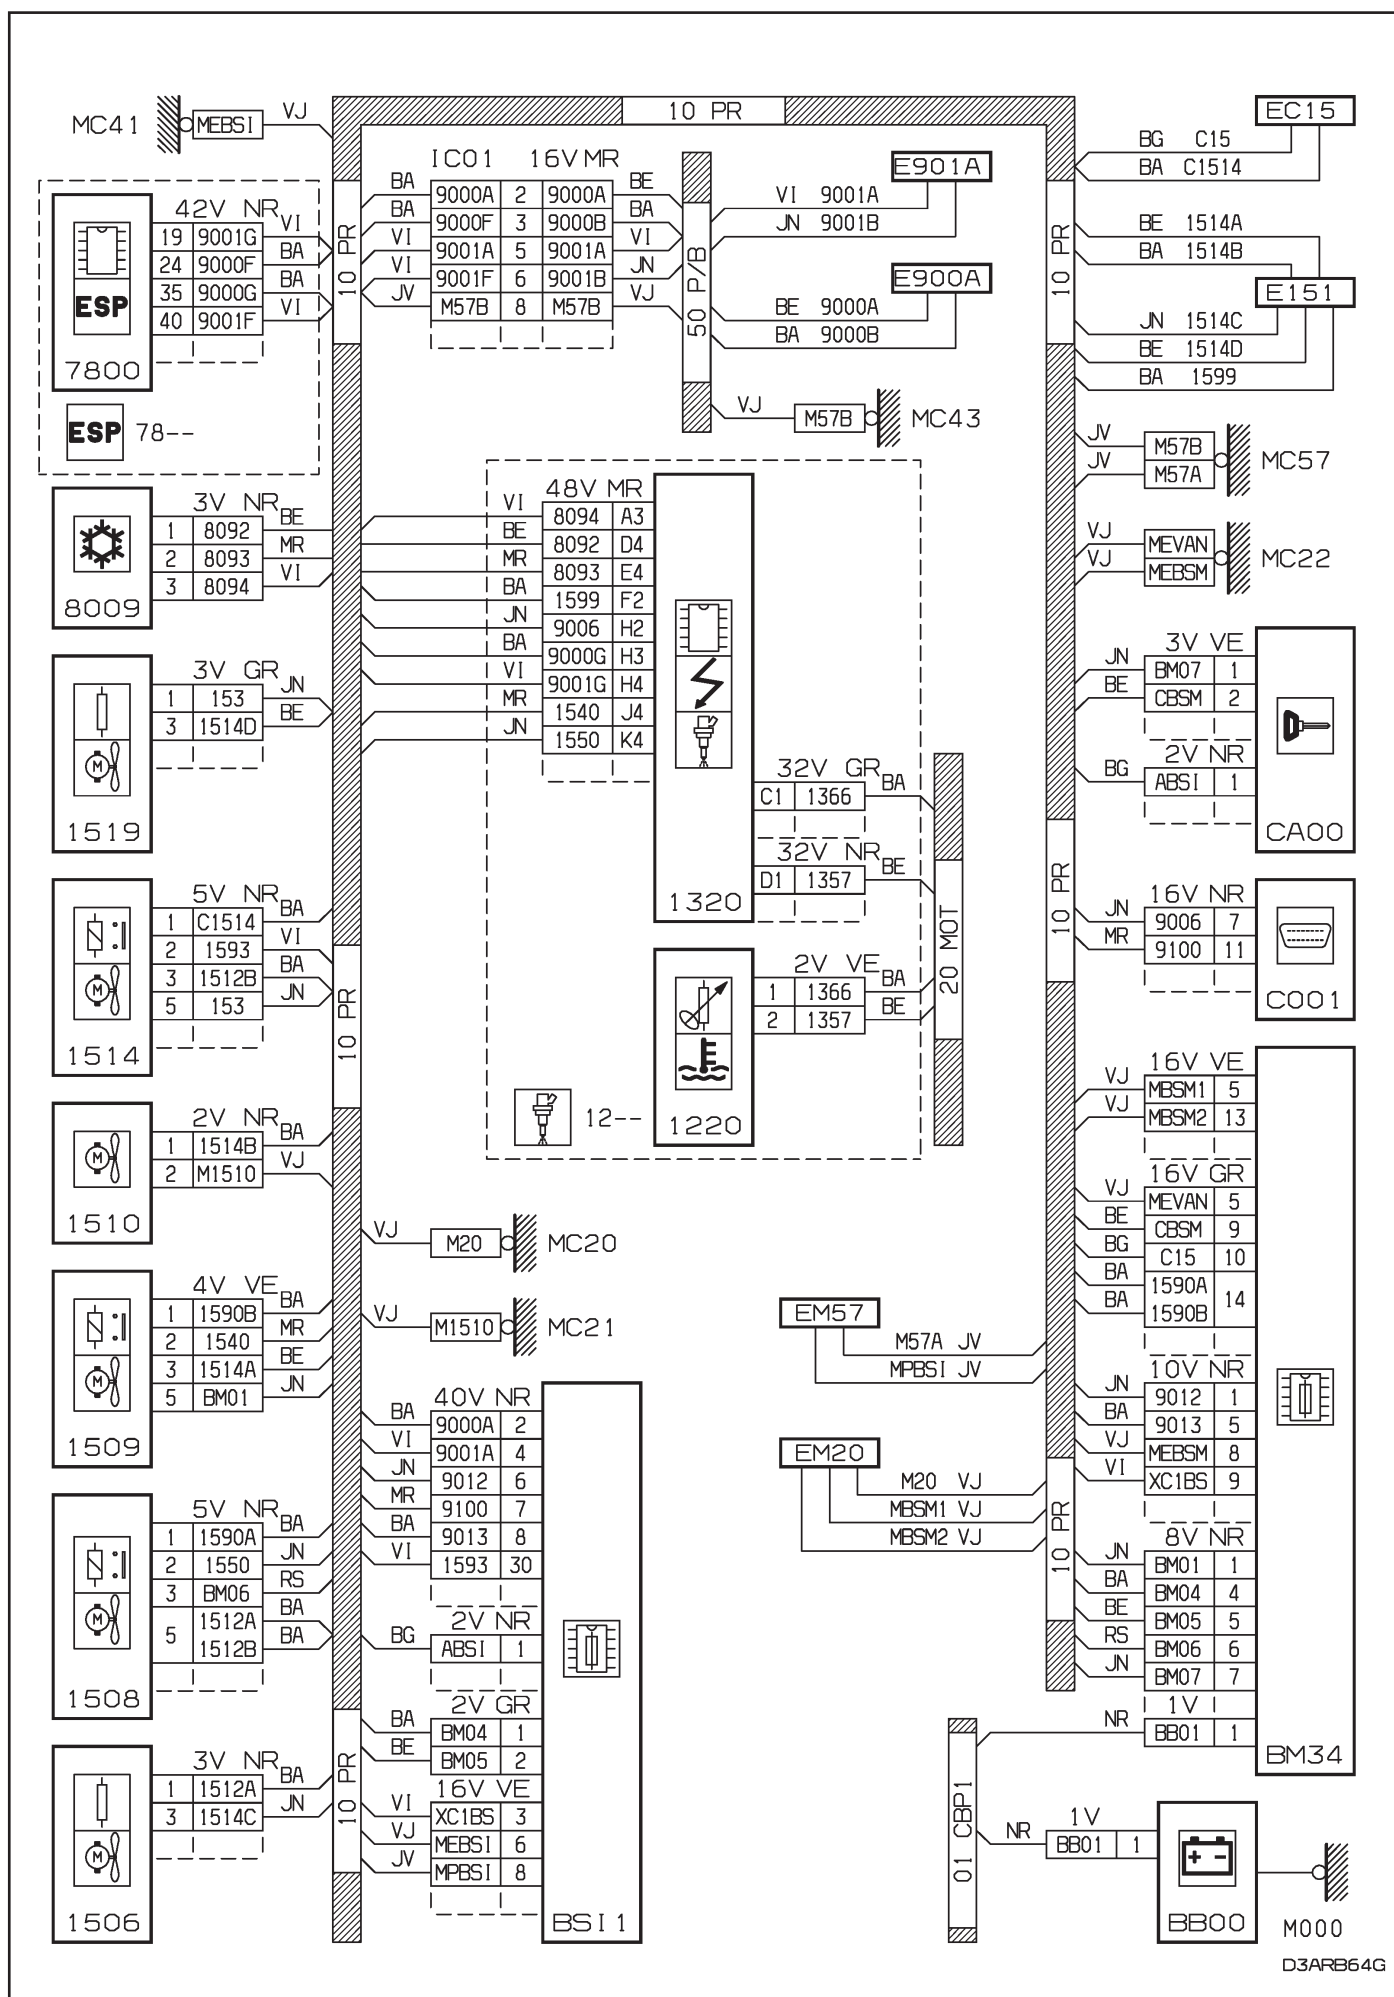 10 PR
MC41
MEBSI VJ
42V NR
19 9001G VI
24 9000F BA
35 9000G BA
40 9001F VI
ESP
7800
ESP 78--
10 PR
IC01 16V MR
BA 9000A 2 9000A BE
BA 9000F 3 9000B BA
VI 9001A 5 9001A VI
VI 9001F 6 9001B JN
JV M57B 8 M57B VJ
50 P/B
E901A
VI 9001A
JN 9001B
E900A
BE 9000A
BA 9000B
VJ M57B MC43
EC15
BG C15
BA C1514
10 PR
BE 1514A
BA 1514B
E151
JN 1514C
BE 1514D
BA 1599
JV M57B
JV M57A
MC57
VJ MEVAN
VJ MEBSM
MC22
3V NR
1 8092 BE
2 8093 MR
3 8094 VI
8009
48V MR
VI 8094 A3
BE 8092 D4
MR 8093 E4
BA 1599 F2
JN 9006 H2
BA 9000G H3
VI 9001G H4
MR 1540 J4
JN 1550 K4
32V GR
C1 1366 BA
32V NR
D1 1357 BE
1320
20 MOT
2V VE
1 1366 BA
2 1357 BE
1220
12--
3V GR
1 153 JN
3 1514D BE
1519
3V VE
JN BM07 1
BE CBSM 2
2V NR
BG ABSI 1
CA00
10 PR
16V NR
JN 9006 7
MR 9100 11
C001
5V NR
1 C1514 BA
2 1593 VI
3 1512B BA
5 153 JN
1514
10 PR
2V NR
1 1514B BA
2 M1510 VJ
1510
VJ M20 MC20
VJ M1510 MC21
4V VE
1 1590B BA
2 1540 MR
3 1514A BE
5 BM01 JN
1509
5V NR
1 1590A BA
2 1550 JN
3 BM06 RS
5 1512A BA
1512B BA
1508
3V NR
1 1512A BA
3 1514C JN
1506
10 PR
40V NR
BA 9000A 2
VI 9001A 4
JN 9012 6
MR 9100 7
BA 9013 8
VI 1593 30
2V NR
BG ABSI 1
2V GR
BA BM04 1
BE BM05 2
16V VE
VI XC1BS 3
VJ MEBSI 6
JV MPBSI 8
BSI1
EM57
M57A JV
MPBSI JV
EM20
M20 VJ
MBSM1 VJ
MBSM2 VJ
10 PR
16V VE
VJ MBSM1 5
VJ MBSM2 13
16V GR
VJ MEVAN 5
BE CBSM 9
BG C15 10
BA 1590A 14
BA 1590B
10V NR
JN 9012 1
BA 9013 5
VJ MEBSM 8
VI XC1BS 9
8V NR
JN BM01 1
BA BM04 4
BE BM05 5
RS BM06 6
JN BM07 7
1V
NR BB01 1
BM34
01 CBP1
1V
NR BB01 1
+ -
BB00
M000
D3ARB64G